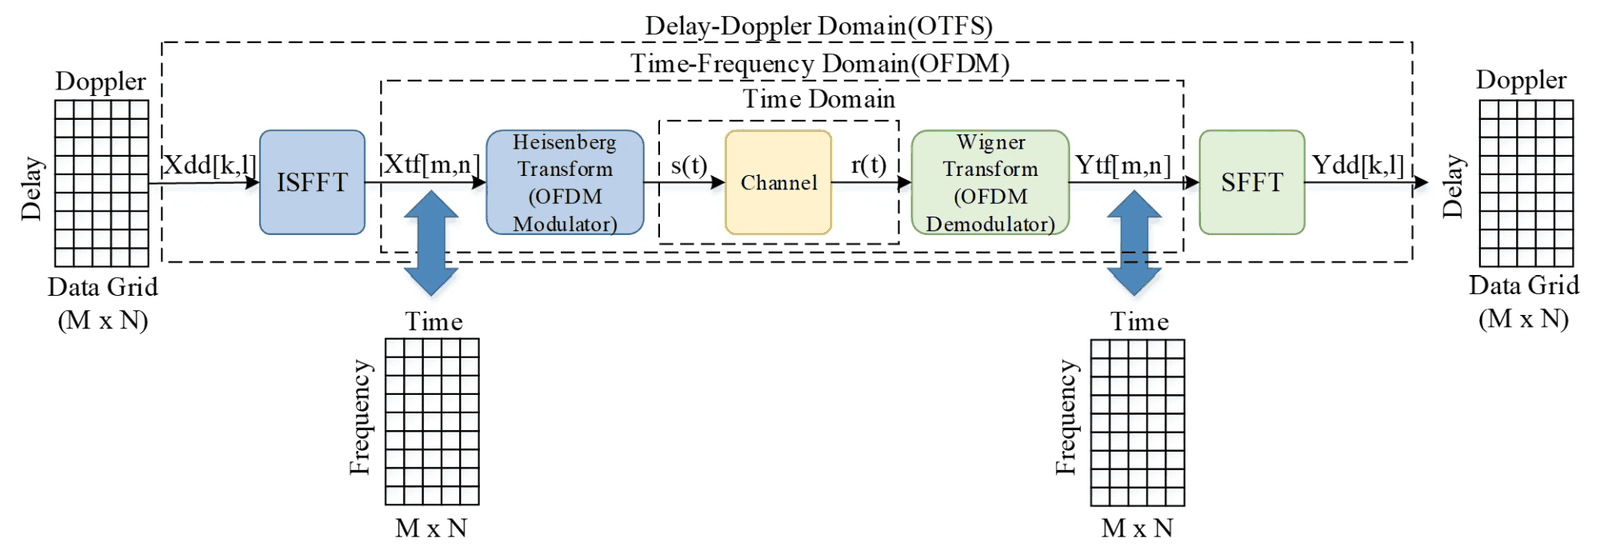 Delay-Doppler Domain(OTFS)
Time-Frequency Domain(OFDM)
Time Domain
Doppler
Delay
Data Grid
(M x N)
Xdd[k,l]
ISFFT
Xtf[m,n]
Heisenberg
Transform
(OFDM
Modulator)
s(t)
Channel
r(t)
Wigner
Transform
(OFDM
Demodulator)
Ytf[m,n]
SFFT
Ydd[k,l]
Doppler
Delay
Data Grid
(M x N)
Time
Frequency
M x N
Time
Frequency
M x N